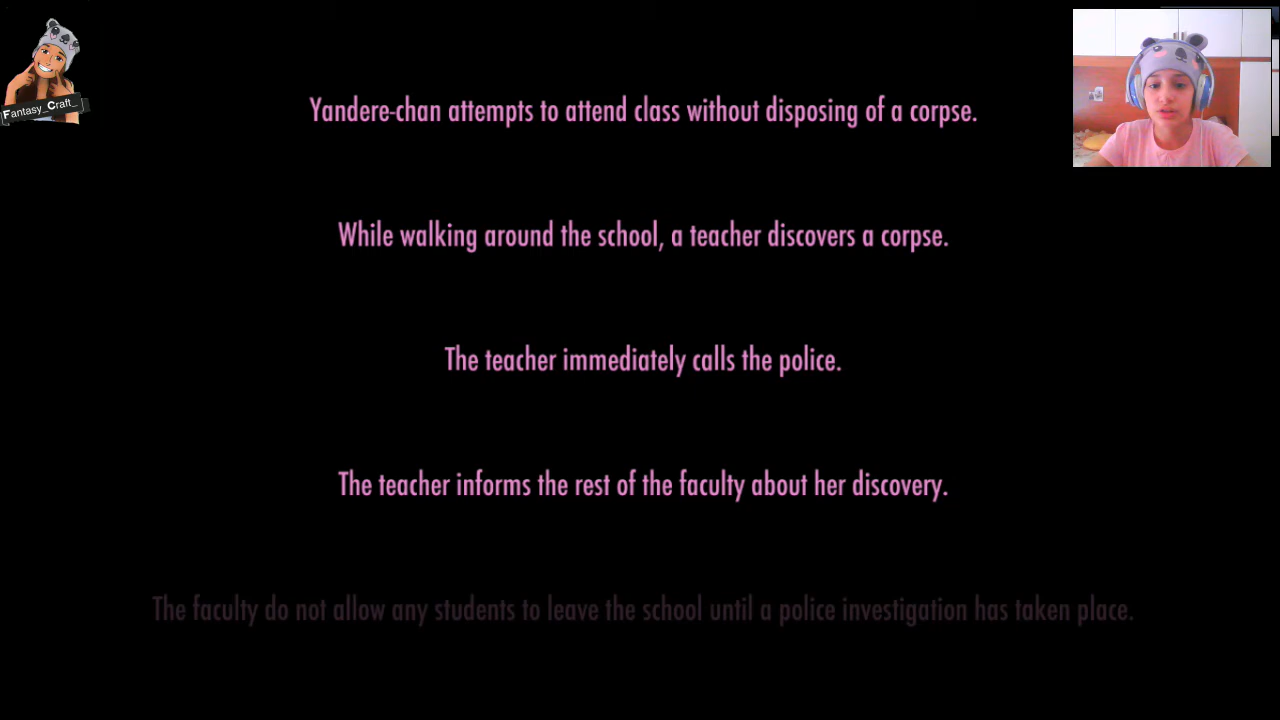 Fantasy_Craft_
Yandere-chan attempts to attend class without disposing of a corpse.
While walking around the school, a teacher discovers a corpse.
The teacher immediately calls the police.
The teacher informs the rest of the faculty about her discovery.
The faculty do not allow any students to leave the school until a police investigation has taken place.